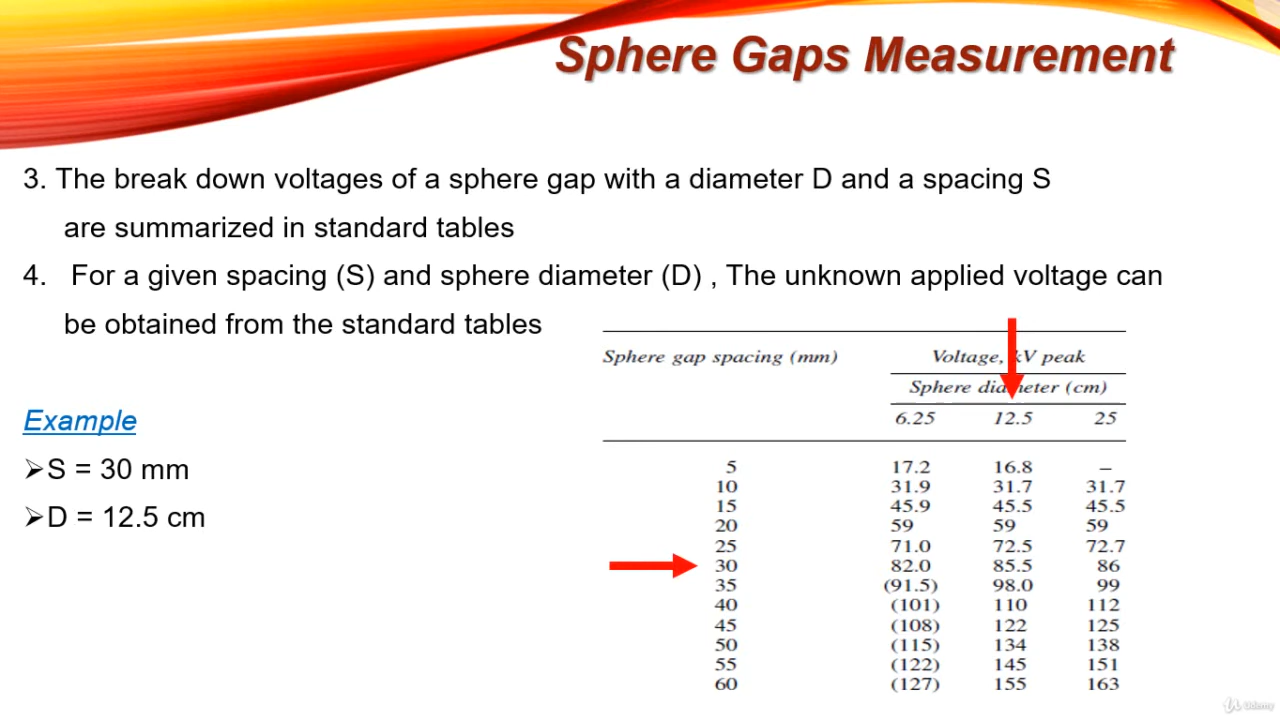 Sphere Gaps Measurement
3. The break down voltages of a sphere gap with a diameter D and a spacing S
are summarized in standard tables
4. For a given spacing (S) and sphere diameter (D) , The unknown applied voltage can
be obtained from the standard tables
Example
➢S = 30 mm
➢D = 12.5 cm
Sphere gap spacing (mm) Voltage, kV peak
Sphere diameter (cm)
6.25 12.5 25
5 17.2 16.8 –
10 31.9 31.7 31.7
15 45.9 45.5 45.5
20 59 59 59
25 71.0 72.5 72.7
30 82.0 85.5 86
35 (91.5) 98.0 99
40 (101) 110 112
45 (108) 122 125
50 (115) 134 138
55 (122) 145 151
60 (127) 155 163
Udemy